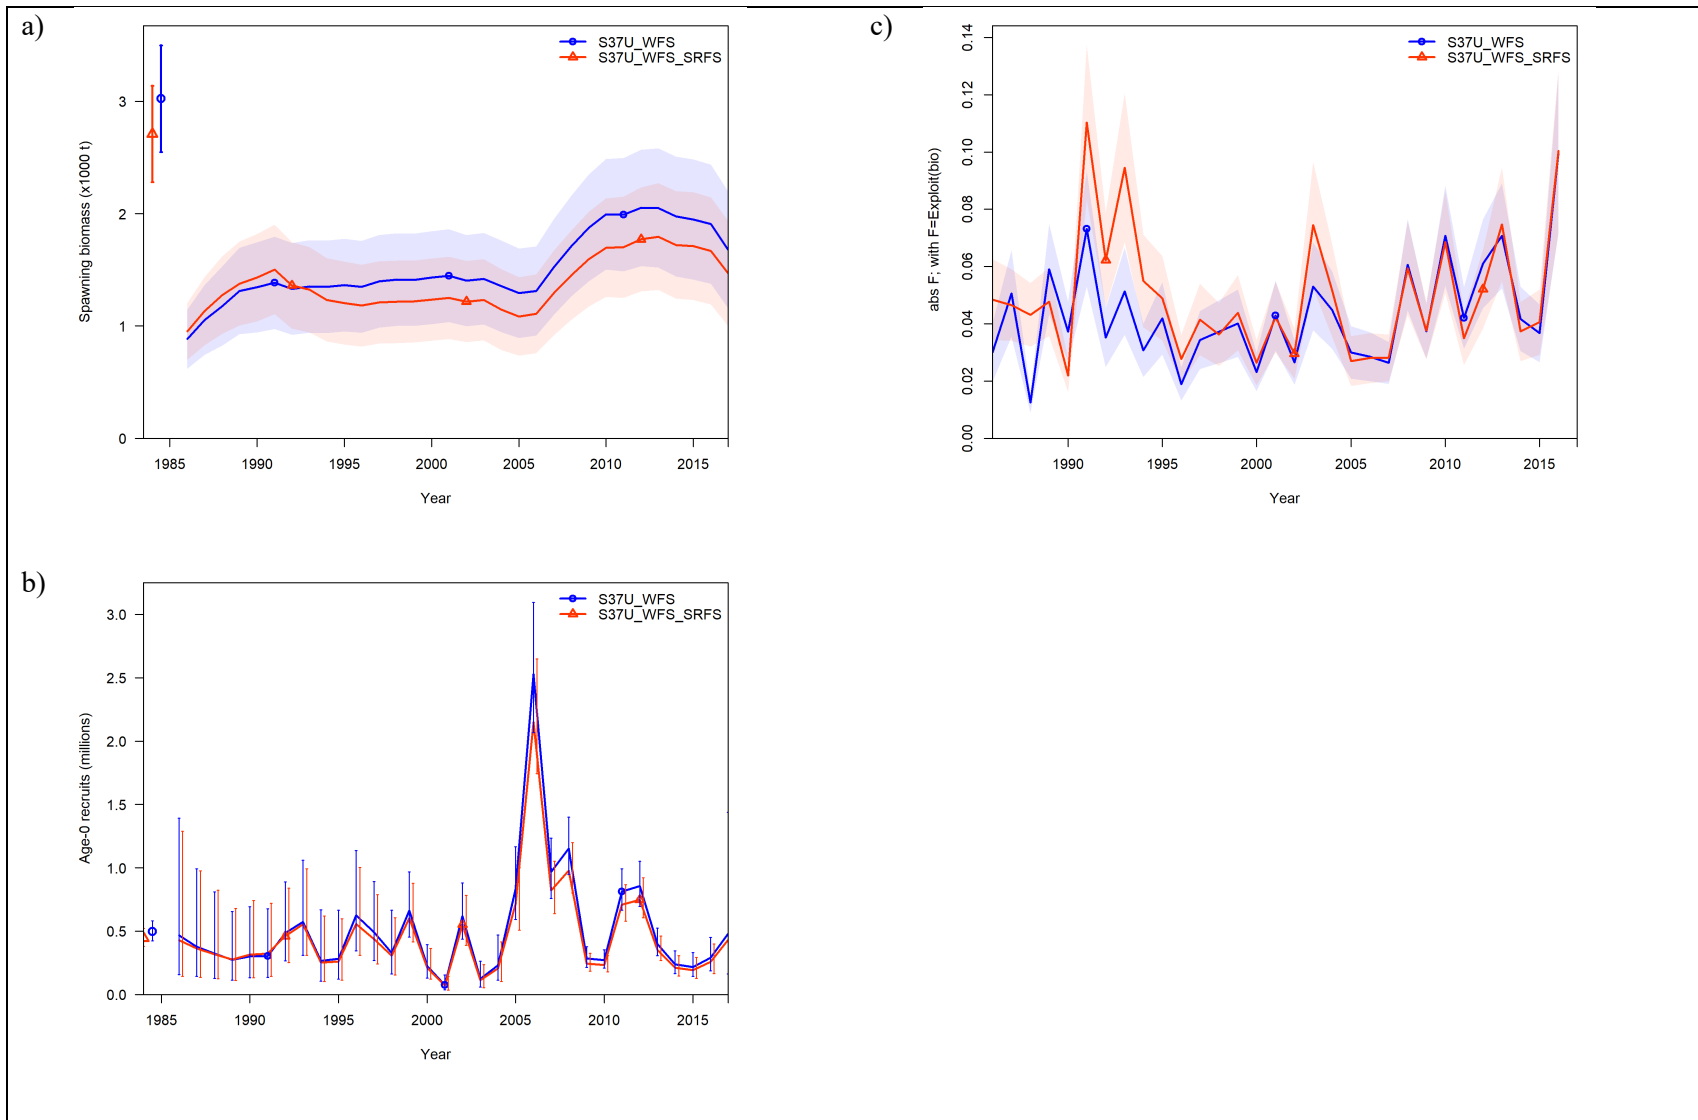 a)
S37U_WFS
S37U_WFS_SRFS
Spawning biomass (x1000 t)
3
2
1
0
1985 1990 1995 2000 2005 2010 2015
Year
c)
S37U_WFS
S37U_WFS_SRFS
abs F; with F=Exploit(bio)
0.14
0.12
0.10
0.08
0.06
0.04
0.02
0.00
1990 1995 2000 2005 2010 2015
Year
b)
S37U_WFS
S37U_WFS_SRFS
Age-0 recruits (millions)
3.0
2.5
2.0
1.5
1.0
0.5
0.0
1985 1990 1995 2000 2005 2010 2015
Year